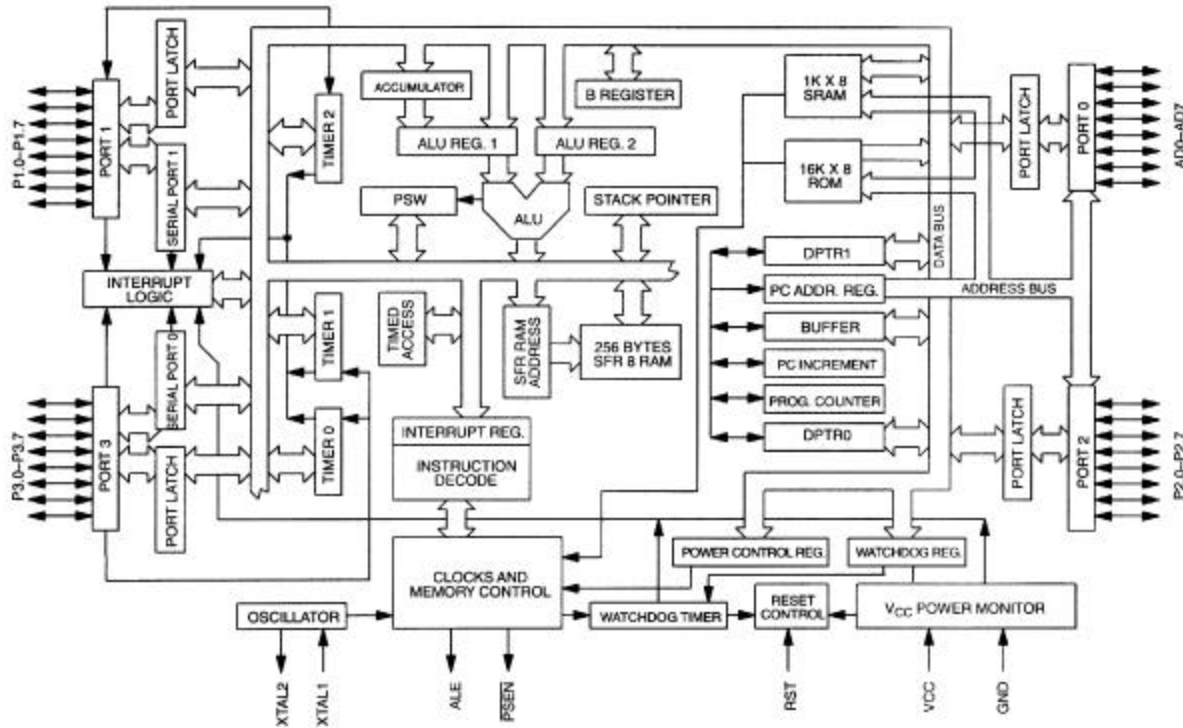 P1.0–P1.7
PORT 1
PORT LATCH
SERIAL PORT 1
TIMER 2
ACCUMULATOR
ALU REG. 1
ALU REG. 2
B REGISTER
PSW
ALU
STACK POINTER
1K X 8
SRAM
16K X 8
ROM
DATA BUS
PORT LATCH
PORT 0
AD0–AD7
INTERRUPT
LOGIC
DPTR1
PC ADDR. REG.
ADDRESS BUS
BUFFER
PC INCREMENT
PROG. COUNTER
DPTR0
TIMER 1
TIMED
ACCESS
SFR RAM
ADDRESS
256 BYTES
SFR 8 RAM
P3.0–P3.7
PORT 3
SERIAL PORT 0
PORT LATCH
TIMER 0
INTERRUPT REG.
INSTRUCTION
DECODE
PORT LATCH
PORT 2
P2.0–P2.7
CLOCKS AND
MEMORY CONTROL
POWER CONTROL REG.
WATCHDOG REG.
OSCILLATOR
WATCHDOG TIMER
RESET
CONTROL
VCC POWER MONITOR
XTAL2
XTAL1
ALE
PSEN
RST
VCC
GND